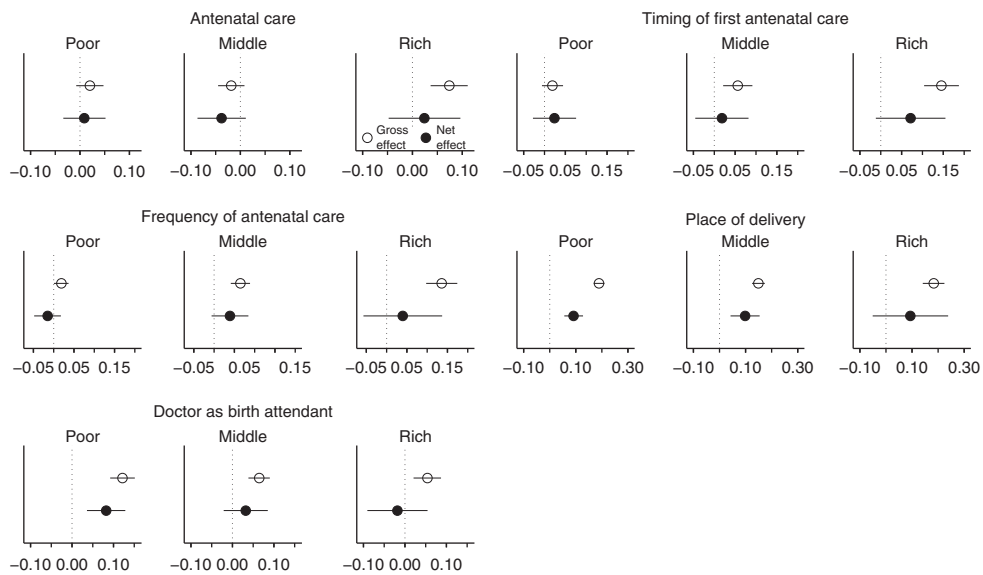 Antenatal care
Timing of first antenatal care
Poor
Middle
Rich
Poor
Middle
Rich
Gross effect
Net effect
−0.10 0.00 0.10
−0.10 0.00 0.10
−0.10 0.00 0.10
−0.05 0.05 0.15
−0.05 0.05 0.15
−0.05 0.05 0.15
Frequency of antenatal care
Place of delivery
Poor
Middle
Rich
Poor
Middle
Rich
−0.05 0.05 0.15
−0.05 0.05 0.15
−0.05 0.05 0.15
−0.10 0.10 0.30
−0.10 0.10 0.30
−0.10 0.10 0.30
Doctor as birth attendant
Poor
Middle
Rich
−0.10 0.00 0.10
−0.10 0.00 0.10
−0.10 0.00 0.10